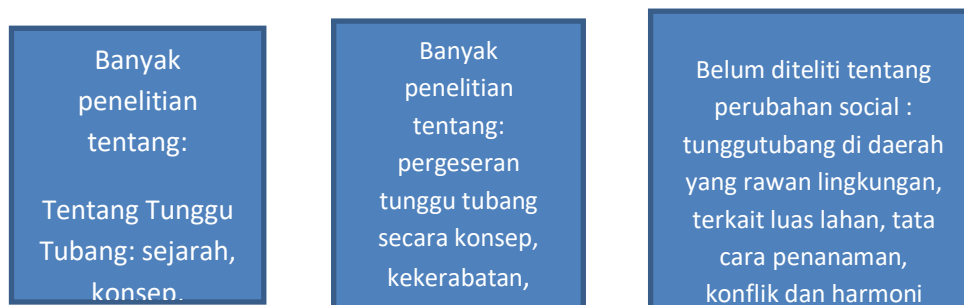 Banyak
penelitian
tentang:
Tentang Tunggu
Tubang: sejarah,
konsep,
Banyak
penelitian
tentang:
pergeseran
tunggu tubang
secara konsep,
kekerabatan,
Belum diteliti tentang
perubahan social :
tunggutubang di daerah
yang rawan lingkungan,
terkait luas lahan, tata
cara penanaman,
konflik dan harmoni